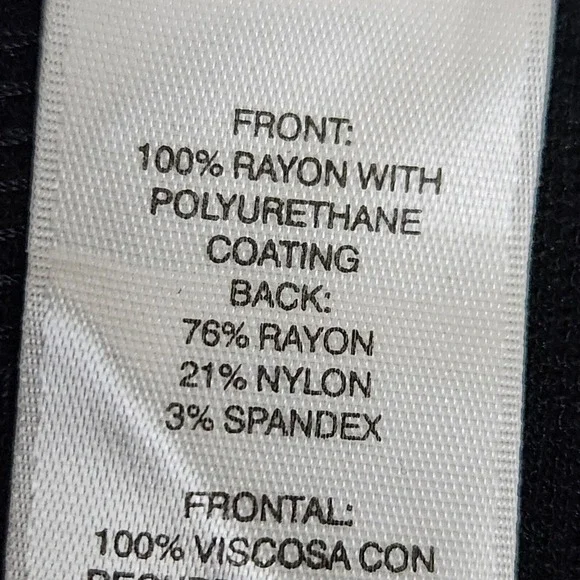 FRONT:
100% RAYON WITH
POLYURETHANE
COATING
BACK:
76% RAYON
21% NYLON
3% SPANDEX
FRONTAL:
100% VISCOSA CON